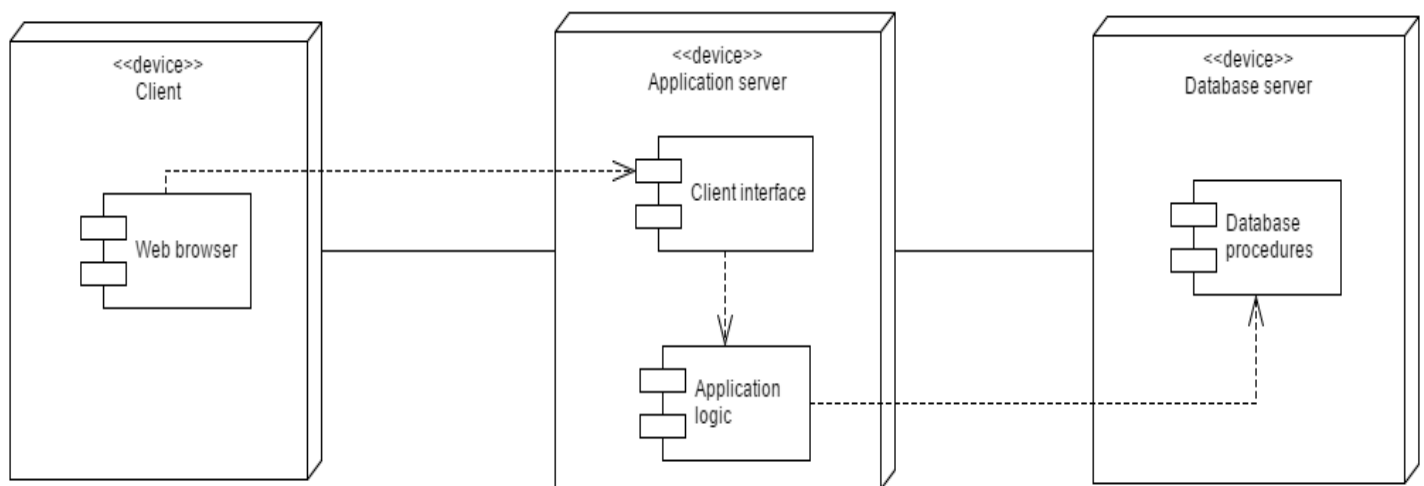 <<device>>
Client
Web browser
<<device>>
Application server
Client interface
Application
logic
<<device>>
Database server
Database
procedures